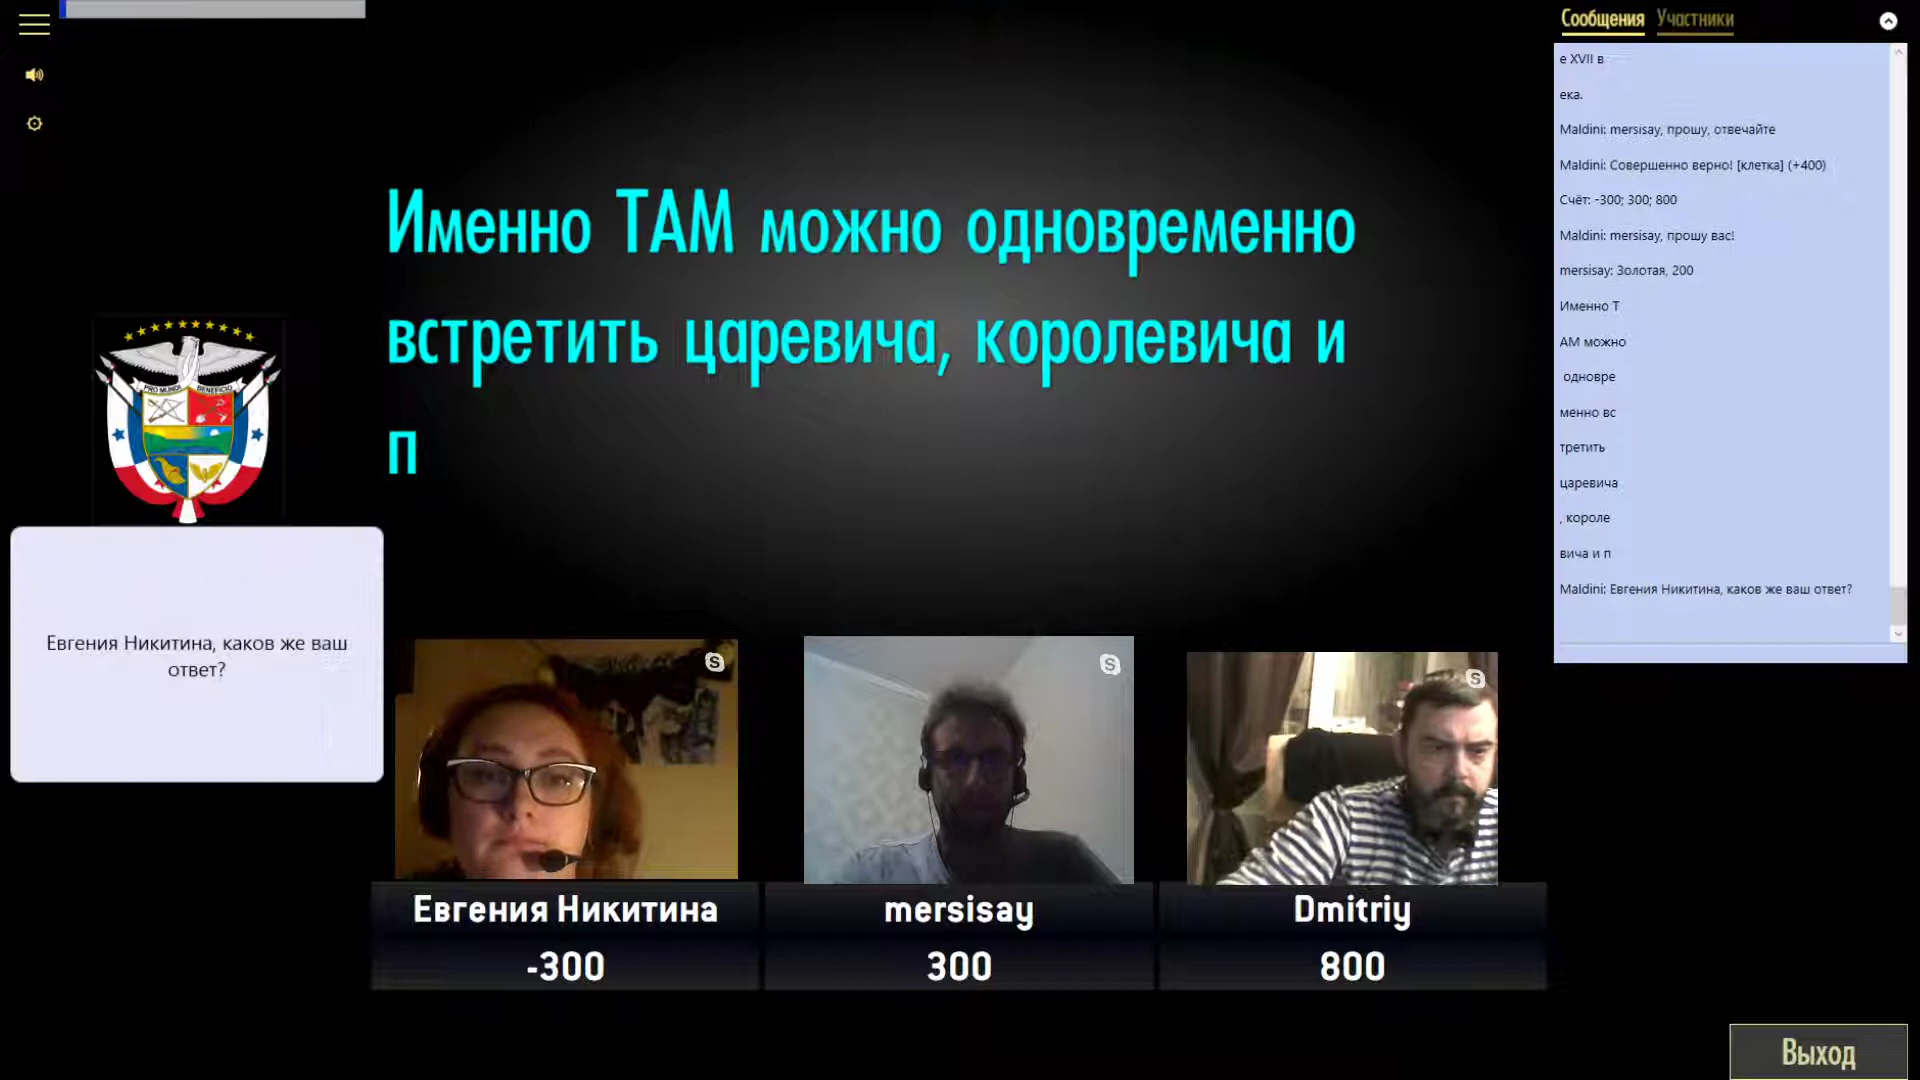 Именно ТАМ можно одновременно
встретить царевича, королевича и
п
PRO MUNDI BENEFICIO
Евгения Никитина, каков же ваш
ответ?
Евгения Никитина
-300
mersisay
300
Dmitriy
800
Сообщения Участники
е XVII в
ека.
Maldini: mersisay, прошу, отвечайте
Maldini: Совершенно верно! [клетка] (+400)
Счёт: -300; 300; 800
Maldini: mersisay, прошу вас!
mersisay: Золотая, 200
Именно Т
АМ можно
одновре
менно вс
третить
царевича
, короле
вича и п
Maldini: Евгения Никитина, каков же ваш ответ?
Выход